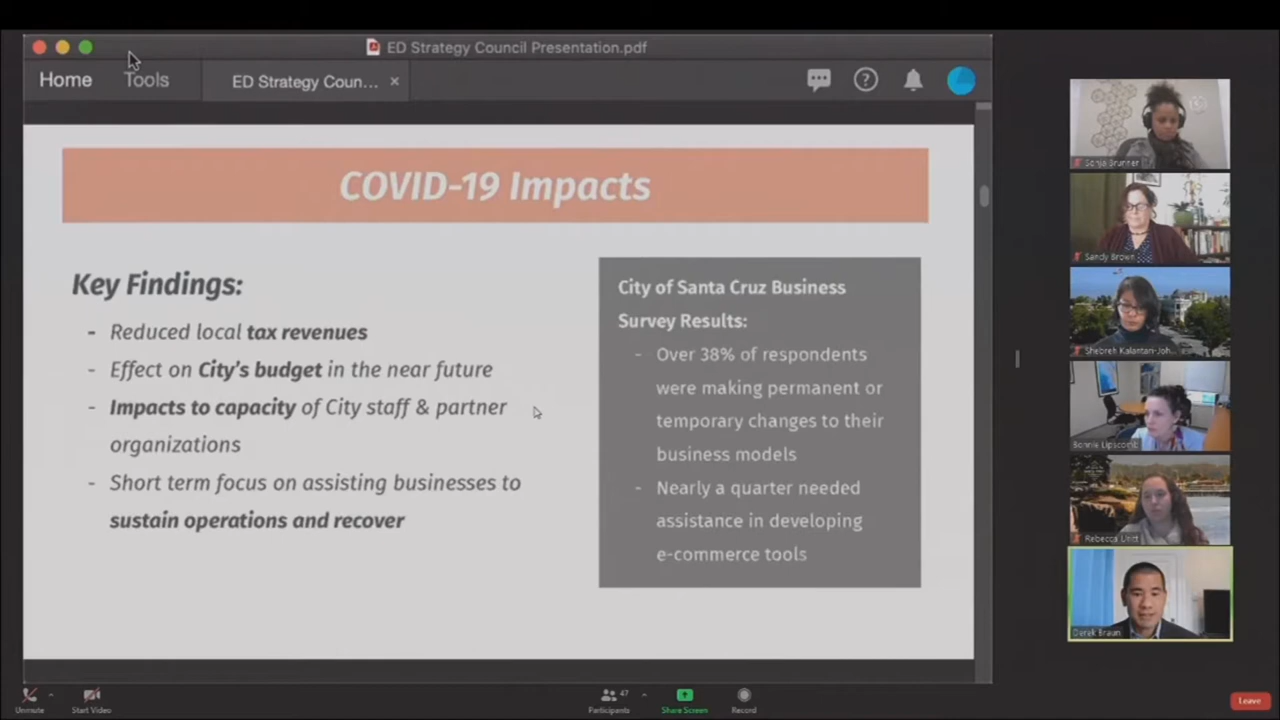 ED Strategy Council Presentation.pdf
Home
Tools
ED Strategy Coun...
COVID-19 Impacts
Key Findings:
- Reduced local tax revenues
- Effect on City's budget in the near future
- Impacts to capacity of City staff & partner
organizations
- Short term focus on assisting businesses to
sustain operations and recover
City of Santa Cruz Business
Survey Results:
- Over 38% of respondents
were making permanent or
temporary changes to their
business models
- Nearly a quarter needed
assistance in developing
e-commerce tools
Sonja Brunner
Sandy Brown
Shebreh Kalantari-Joh...
Bonnie Lipscomb
Rebecca Unitt
Derek Braun
Unmute
Start Video
47
Participants
Share Screen
Record
Leave